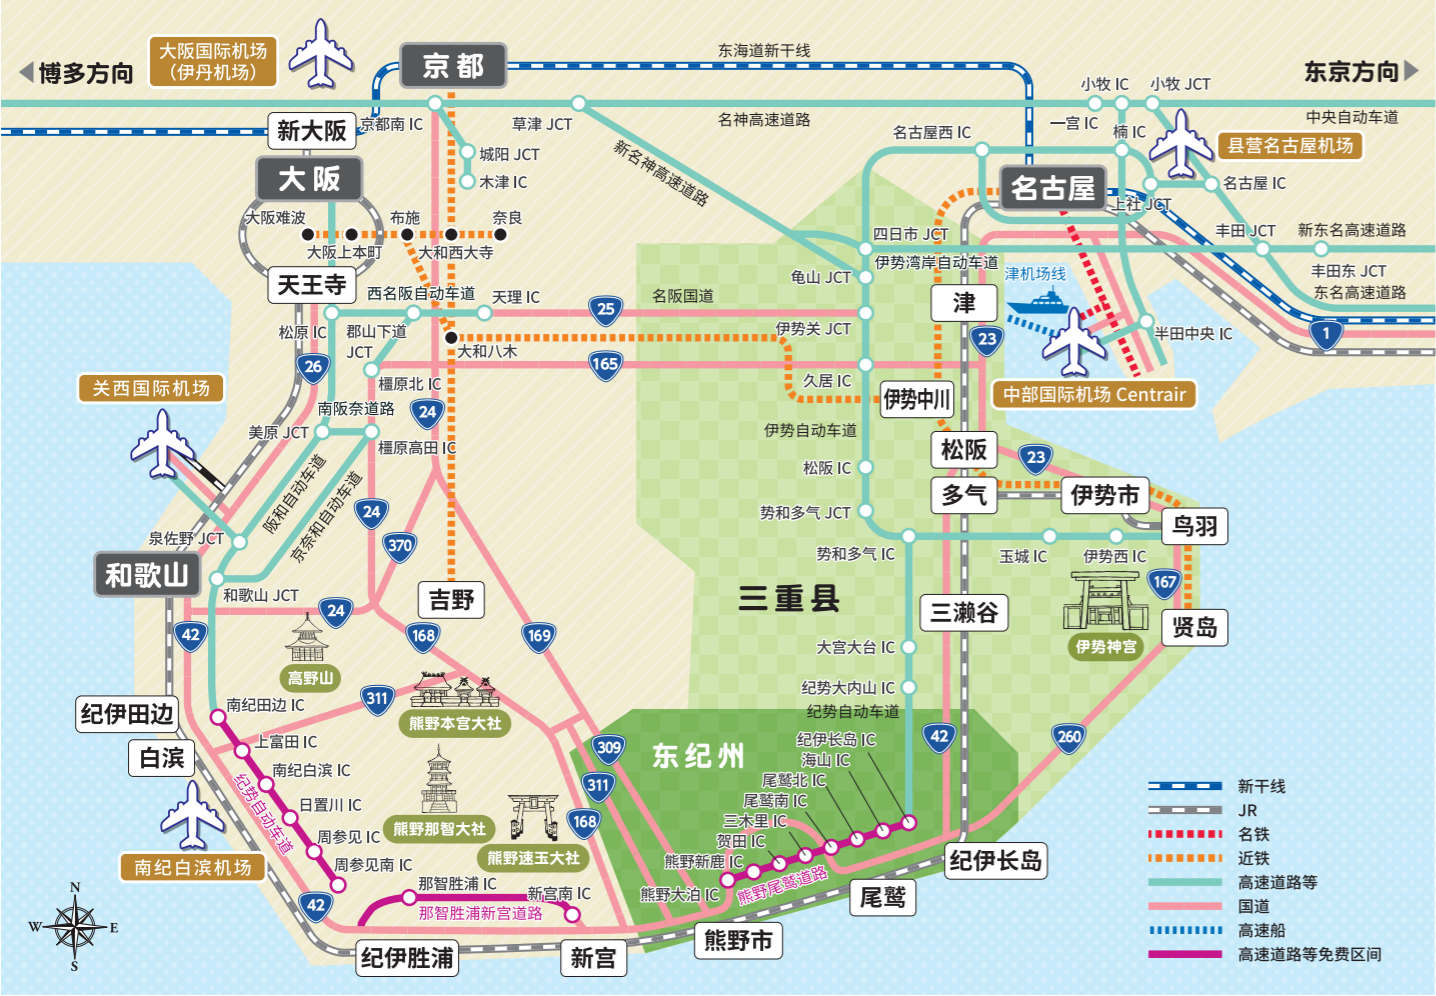 大阪国际机场
（伊丹机场）
博多方向
京都
东海道新干线
东京方向
小牧 IC
小牧 JCT
新大阪
京都南 IC
草津 JCT
名神高速道路
一宫 IC
楠 IC
中央自动车道
名古屋西 IC
县营名古屋机场
城阳 JCT
木津 IC
新名神高速道路
大阪
名古屋
名古屋 IC
上社 JCT
大阪难波
布施
奈良
大阪上本町
大和西大寺
四日市 JCT
丰田 JCT
新东名高速道路
伊势湾岸自动车道
津机场线
丰田东 JCT
龟山 JCT
天王寺
西名阪自动车道
天理 IC
名阪国道
津
东名高速道路
25
松原 IC
郡山下道
JCT
伊势关 JCT
23
半田中央 IC
1
大和八木
26
165
关西国际机场
橿原北 IC
久居 IC
伊势中川
中部国际机场 Centrair
南阪奈道路
24
美原 JCT
橿原高田 IC
伊势自动车道
松阪
23
阪和自动车道
京奈和自动车道
松阪 IC
多气
伊势市
24
势和多气 JCT
鸟羽
泉佐野 JCT
370
势和多气 IC
玉城 IC
伊势西 IC
和歌山
和歌山 JCT
吉野
三重县
三濑谷
167
贤岛
24
42
168
169
大宫大台 IC
伊势神宫
高野山
纪势大内山 IC
311
南纪田边 IC
纪势自动车道
纪伊田边
熊野本宫大社
42
260
上富田 IC
309
东纪州
纪伊长岛 IC
海山 IC
白滨
南纪白滨 IC
311
尾鹫北 IC
新干线
纪势自动车道
日置川 IC
尾鹫南 IC
JR
168
三木里 IC
名铁
周参见 IC
熊野那智大社
贺田 IC
近铁
南纪白滨机场
周参见南 IC
熊野速玉大社
熊野新鹿 IC
纪伊长岛
高速道路等
那智胜浦 IC
新宫南 IC
熊野大泊 IC
熊野尾鹫道路
尾鹫
国道
42
那智胜浦新宫道路
高速船
N
W
E
S
熊野市
高速道路等免费区间
纪伊胜浦
新宫